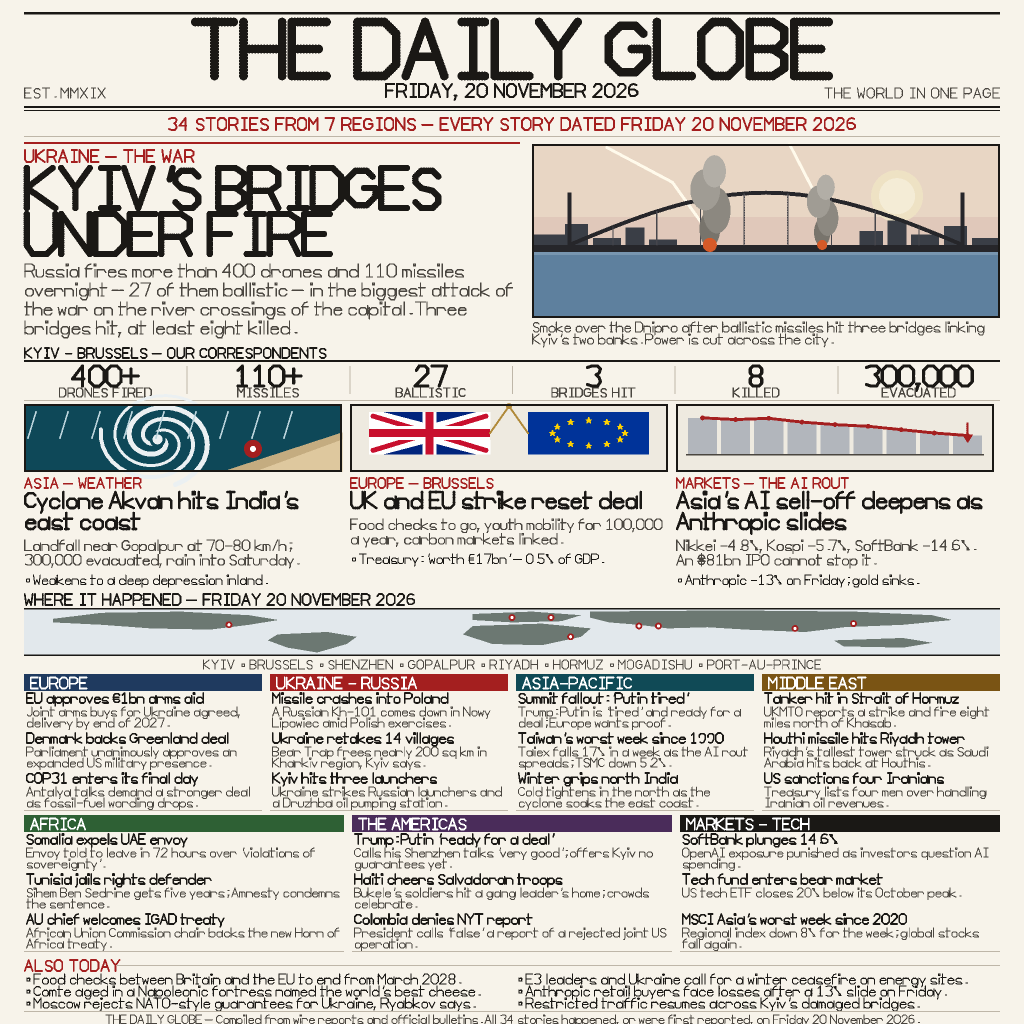 THE DAILY GLOBE
EST. MMXIX
FRIDAY, 20 NOVEMBER 2026
THE WORLD IN ONE PAGE
34 STORIES FROM 7 REGIONS — EVERY STORY DATED FRIDAY 20 NOVEMBER 2026
UKRAINE — THE WAR
KYIV'S BRIDGES
UNDER FIRE
Russia fires more than 400 drones and 110 missiles
overnight — 27 of them ballistic — in the biggest attack of
the war on the river crossings of the capital. Three
bridges hit, at least eight killed.
KYIV - BRUSSELS — OUR CORRESPONDENTS
Smoke over the Dnipro after ballistic missiles hit three bridges linking
Kyiv's two banks. Power is cut across the city.
400+
DRONES FIRED
110+
MISSILES
27
BALLISTIC
3
BRIDGES HIT
8
KILLED
300,000
EVACUATED
ASIA — WEATHER
Cyclone Akvan hits India's
east coast
Landfall near Gopalpur at 70-80 km/h;
300,000 evacuated, rain into Saturday.
• Weakens to a deep depression inland.
EUROPE — BRUSSELS
UK and EU strike reset deal
Food checks to go, youth mobility for 100,000
a year, carbon markets linked.
• Treasury: 'worth €17bn' — 0.5% of GDP.
MARKETS — THE AI ROUT
Asia's AI sell-off deepens as
Anthropic slides
Nikkei -4.8%, Kospi -5.7%, SoftBank -14.6%.
An $81bn IPO cannot stop it.
• Anthropic -13% on Friday; gold sinks.
WHERE IT HAPPENED — FRIDAY 20 NOVEMBER 2026
KYIV • BRUSSELS • SHENZHEN • GOPALPUR • RIYADH • HORMUZ • MOGADISHU • PORT-AU-PRINCE
EUROPE
EU approves €1bn arms aid
Joint arms buys for Ukraine agreed,
delivery by end of 2027.
Denmark backs Greenland deal
Parliament unanimously approves an
expanded US military presence.
COP31 enters its final day
Antalya talks demand a stronger deal
as fossil-fuel wording drops.
UKRAINE - RUSSIA
Missile crashes into Poland
A Russian Kh-101 comes down in Nowy
Lipowiec amid Polish exercises.
Ukraine retakes 14 villages
Bear Trap frees nearly 200 sq km in
Kharkiv region, Kyiv says.
Kyiv hits three launchers
Ukraine strikes Russian launchers and
a Druzhba oil pumping station.
ASIA-PACIFIC
Summit fallout: Putin 'tired'
Trump: Putin is 'tired' and ready for a
deal; Europe wants proof.
Taiwan's worst week since 1990
Taiex falls 17% in a week as the AI rout
spreads; TSMC down 5.2%.
Winter grips north India
Cold tightens in the north as the
cyclone soaks the east coast.
MIDDLE EAST
Tanker hit in Strait of Hormuz
UKMTO reports a strike and fire eight
miles north of Khasab.
Houthi missile hits Riyadh tower
Riyadh's tallest tower struck as Saudi
Arabia hits back at Houthis.
US sanctions four Iranians
Treasury lists four men over handling
Iranian oil revenues.
AFRICA
Somalia expels UAE envoy
Envoy told to leave in 72 hours over 'violations of
sovereignty'.
Tunisia jails rights defender
Sihem Ben Sedrine gets five years; Amnesty condemns
the sentence.
AU chief welcomes IGAD treaty
African Union Commission chair backs the new Horn of
Africa treaty.
THE AMERICAS
Trump: Putin 'ready for a deal'
Calls his Shenzhen talks 'very good'; offers Kyiv no
guarantees yet.
Haiti cheers Salvadoran troops
Bukele's soldiers hit a gang leader's home; crowds
celebrate.
Colombia denies NYT report
President calls 'false' a report of a rejected joint US
operation.
MARKETS - TECH
SoftBank plunges 14.6%
OpenAI exposure punished as investors question AI
spending.
Tech fund enters bear market
US tech ETF closes 20% below its October peak.
MSCI Asia's worst week since 2020
Regional index down 8% for the week; global stocks
fall again.
ALSO TODAY
• Food checks between Britain and the EU to end from March 2028.
• Comte aged in a Napoleonic fortress named the world's best cheese.
• Moscow rejects NATO-style guarantees for Ukraine, Ryabkov says.
• E3 leaders and Ukraine call for a winter ceasefire on energy sites.
• Anthropic retail buyers face losses after a 13% slide on Friday.
• Restricted traffic resumes across Kyiv's damaged bridges.
THE DAILY GLOBE — Compiled from wire reports and official bulletins. All 34 stories happened, or were first reported, on Friday 20 November 2026.